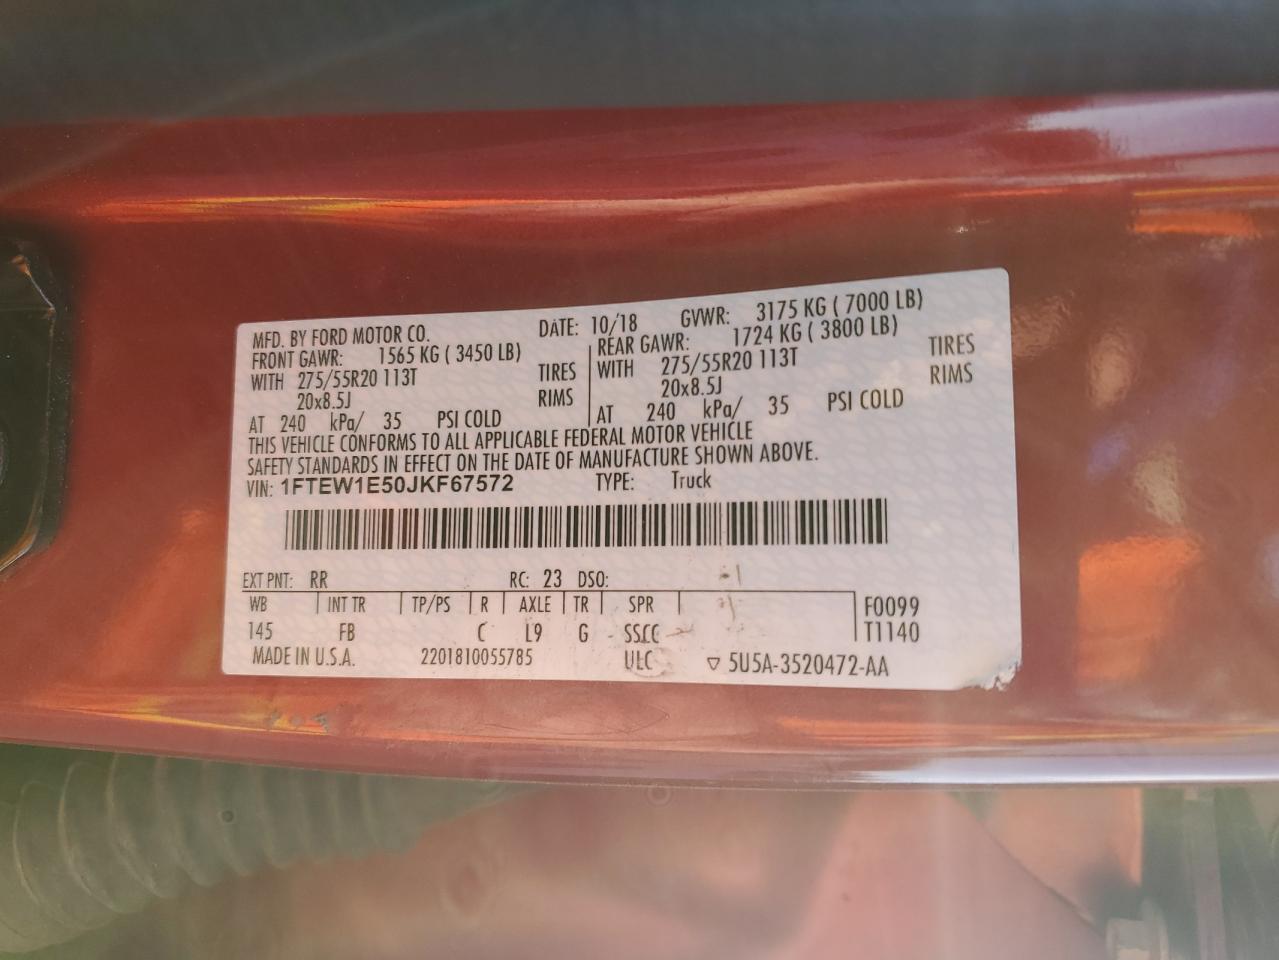 MFD. BY FORD MOTOR CO. DATE: 10/18 GVWR: 3175 KG ( 7000 LB)
FRONT GAWR: 1565 KG ( 3450 LB) REAR GAWR: 1724 KG ( 3800 LB)
WITH 275/55R20 113T TIRES WITH 275/55R20 113T TIRES
20x8.5J RIMS 20x8.5J RIMS
AT 240 kPa/ 35 PSI COLD AT 240 kPa/ 35 PSI COLD
THIS VEHICLE CONFORMS TO ALL APPLICABLE FEDERAL MOTOR VEHICLE
SAFETY STANDARDS IN EFFECT ON THE DATE OF MANUFACTURE SHOWN ABOVE.
VIN: 1FTEW1E50JKF67572 TYPE: Truck
EXT PNT: RR RC: 23 DSO:
WB INT TR TP/PS R AXLE TR SPR F0099
145 FB C L9 G T1140
MADE IN U.S.A. 2201810055785 ULC ▽ 5U5A-3520472-AA